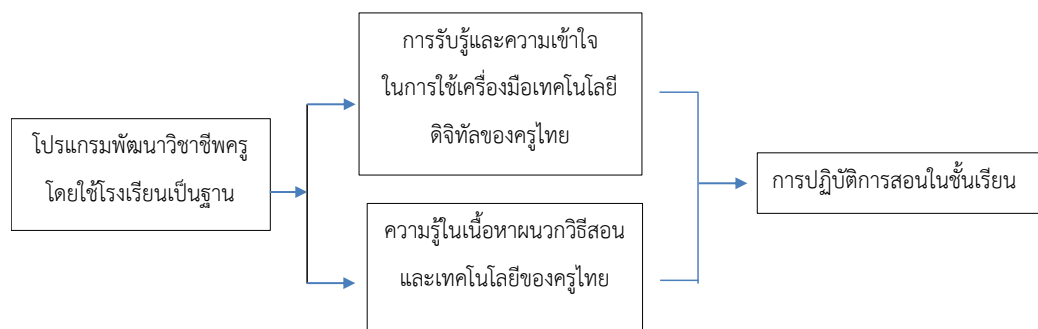 การรับรู้และความเข้าใจ
ในการใช้เครื่องมือเทคโนโลยี
ดิจิทัลของครูไทย
โปรแกรมพัฒนาวิชาชีพครู
โดยใช้โรงเรียนเป็นฐาน
การปฏิบัติการสอนในชั้นเรียน
ความรู้ในเนื้อหาผนวกวิธีสอน
และเทคโนโลยีของครูไทย